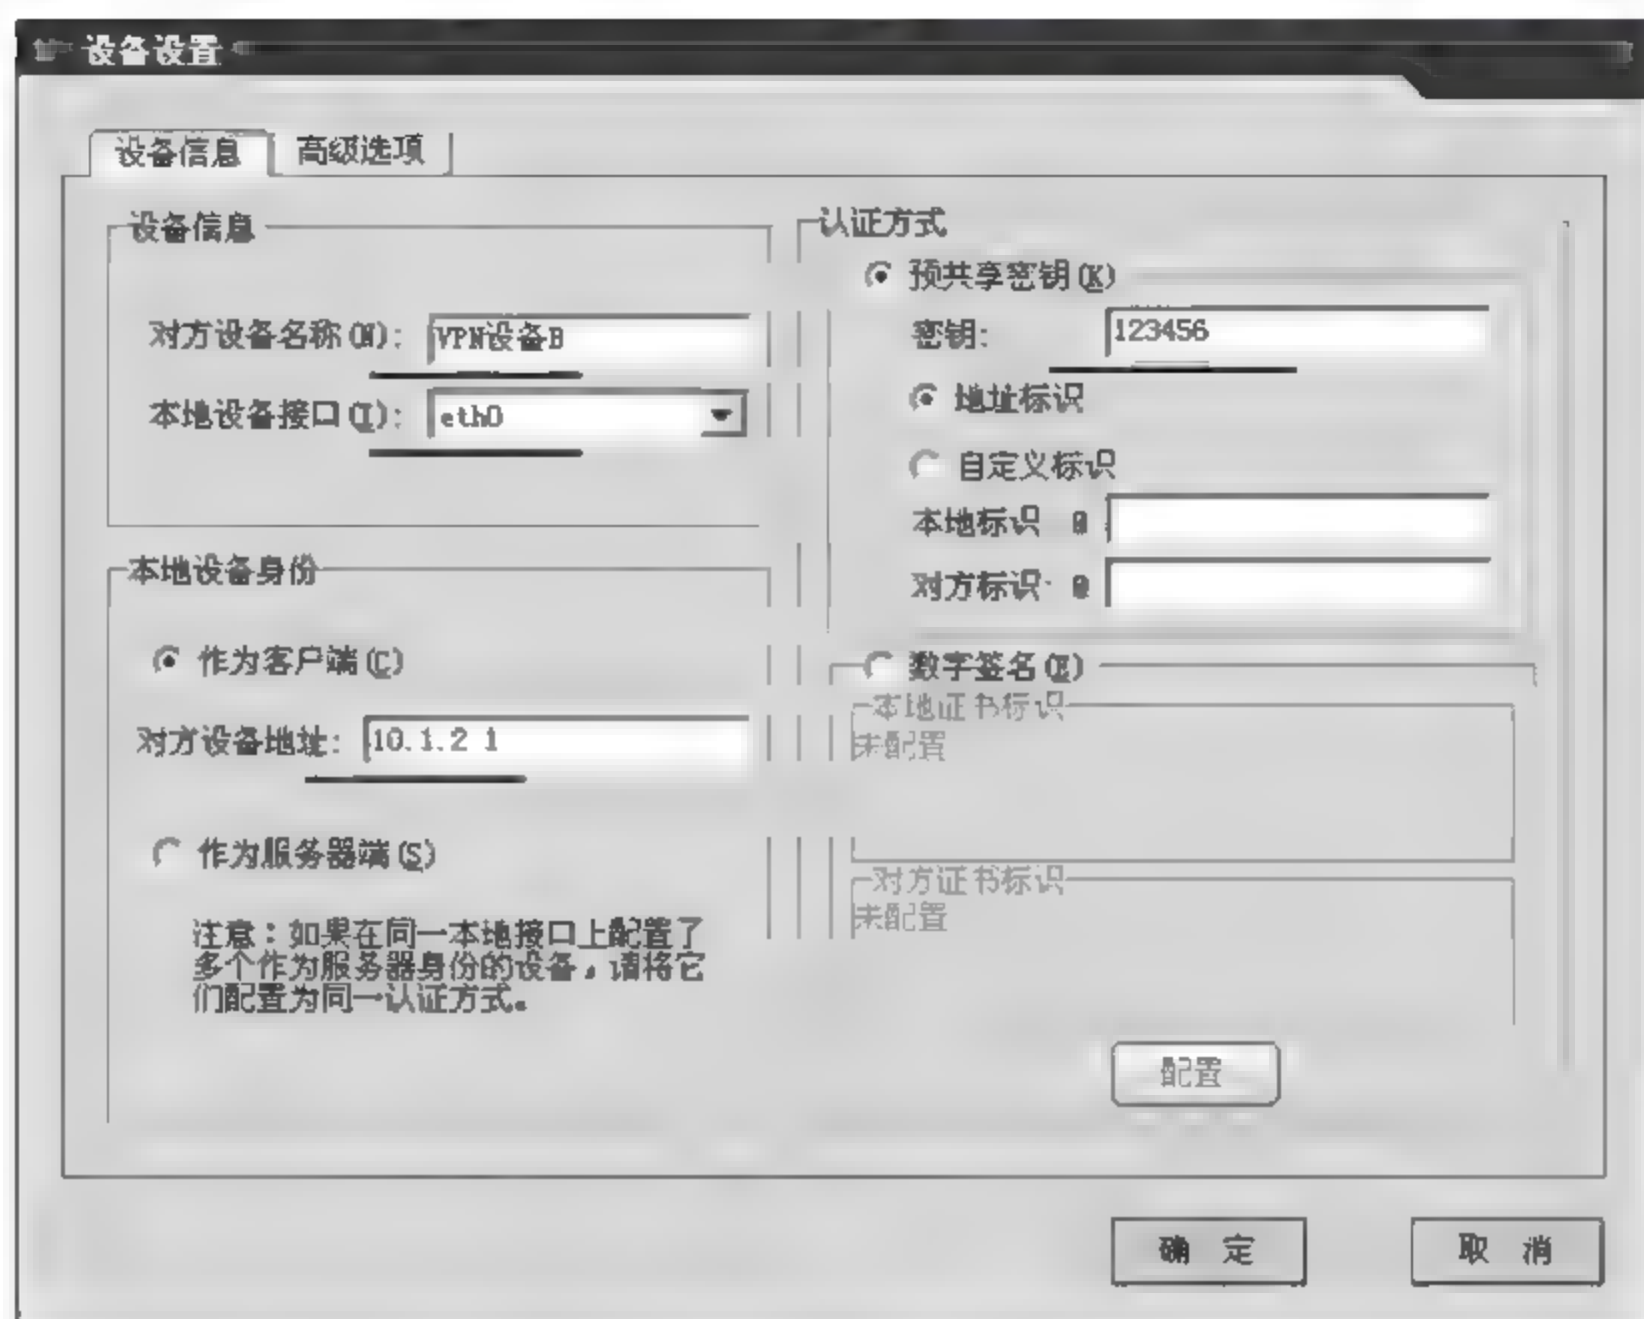 设备设置
设备信息
高级选项
设备信息
对方设备名称(N):
VPN设备B
本地设备接口(I):
eth0
本地设备身份
作为客户端(C)
对方设备地址:
10.1.2 1
作为服务器端(S)
注意:如果在同一本地接口上配置了
多个作为服务器身份的设备,请将它
们配置为同一认证方式。
认证方式
预共享密钥(K)
密钥:
123456
地址标识
自定义标识
本地标识 @
对方标识: @
数字签名(E)
本地证书标识
未配置
对方证书标识
未配置
配置
确 定
取 消